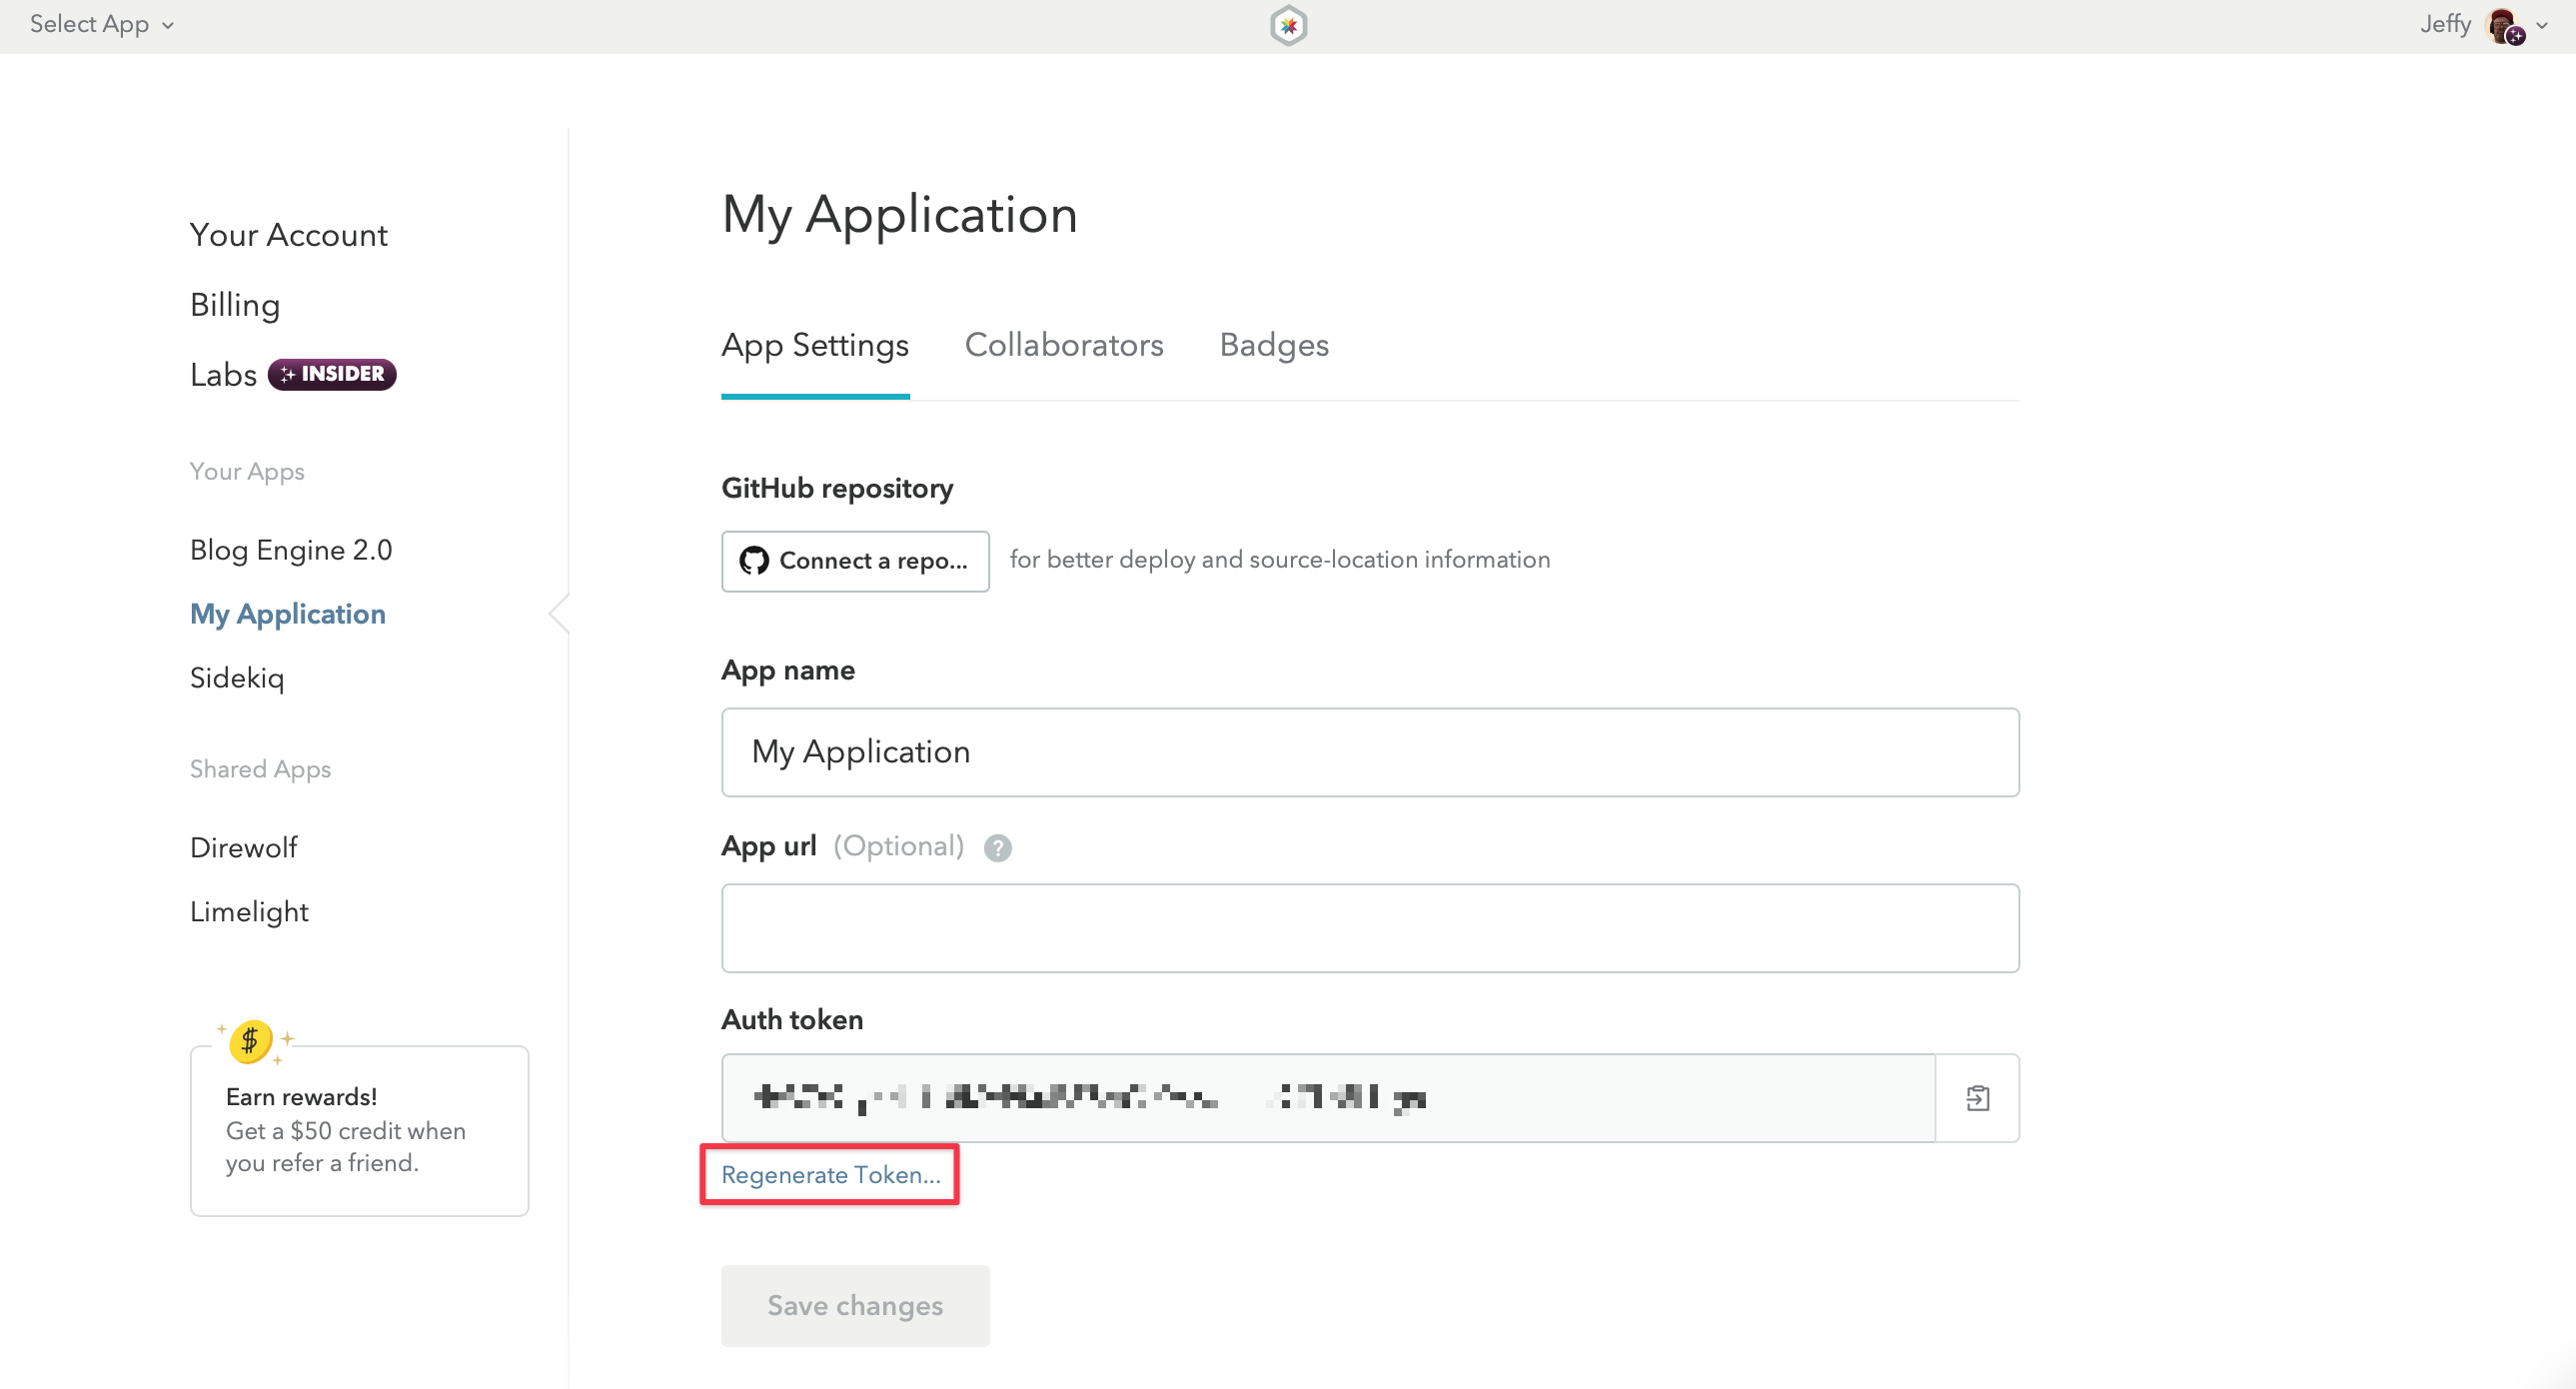 Select App
Jeffy
Your Account
Billing
Labs INSIDER
Your Apps
Blog Engine 2.0
My Application
Sidekiq
Shared Apps
Direwolf
Limelight
$
Earn rewards!
Get a $50 credit when
you refer a friend.
My Application
App Settings Collaborators Badges
GitHub repository
Connect a repo... for better deploy and source-location information
App name
My Application
App url (Optional) ?
Auth token
Regenerate Token...
Save changes